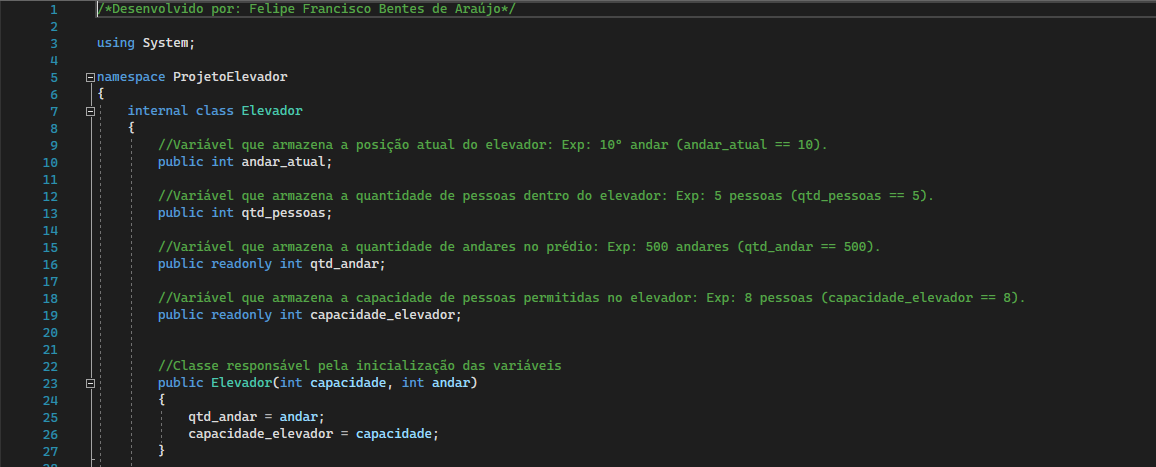 1 /*Desenvolvido por: Felipe Francisco Bentes de Araújo*/
2
3 using System;
4
5 namespace ProjetoElevador
6 {
7 internal class Elevador
8 {
9 //Variável que armazena a posição atual do elevador: Exp: 10° andar (andar_atual == 10).
10 public int andar_atual;
11
12 //Variável que armazena a quantidade de pessoas dentro do elevador: Exp: 5 pessoas (qtd_pessoas == 5).
13 public int qtd_pessoas;
14
15 //Variável que armazena a quantidade de andares no prédio: Exp: 500 andares (qtd_andar == 500).
16 public readonly int qtd_andar;
17
18 //Variável que armazena a capacidade de pessoas permitidas no elevador: Exp: 8 pessoas (capacidade_elevador == 8).
19 public readonly int capacidade_elevador;
20
21
22 //Classe responsável pela inicialização das variáveis
23 public Elevador(int capacidade, int andar)
24 {
25 qtd_andar = andar;
26 capacidade_elevador = capacidade;
27 }